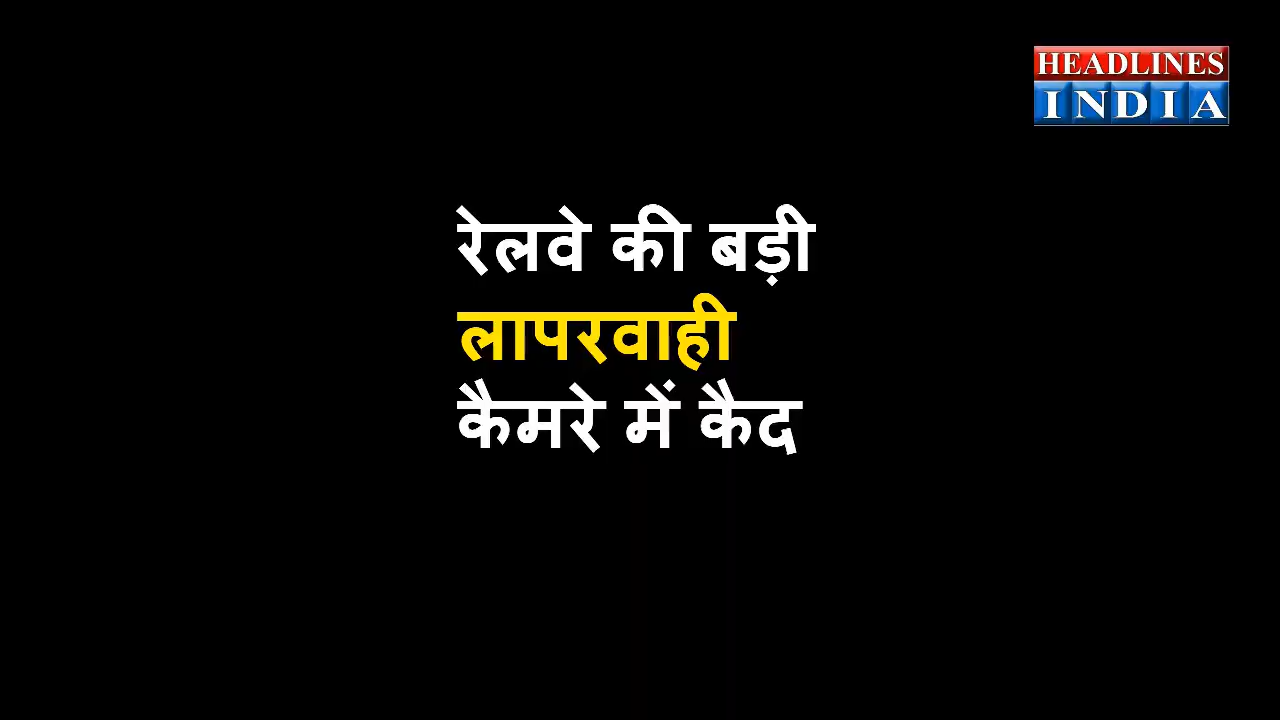 HEADLINES
INDIA
रेलवे की बड़ी
लापरवाही
कैमरे में कैद